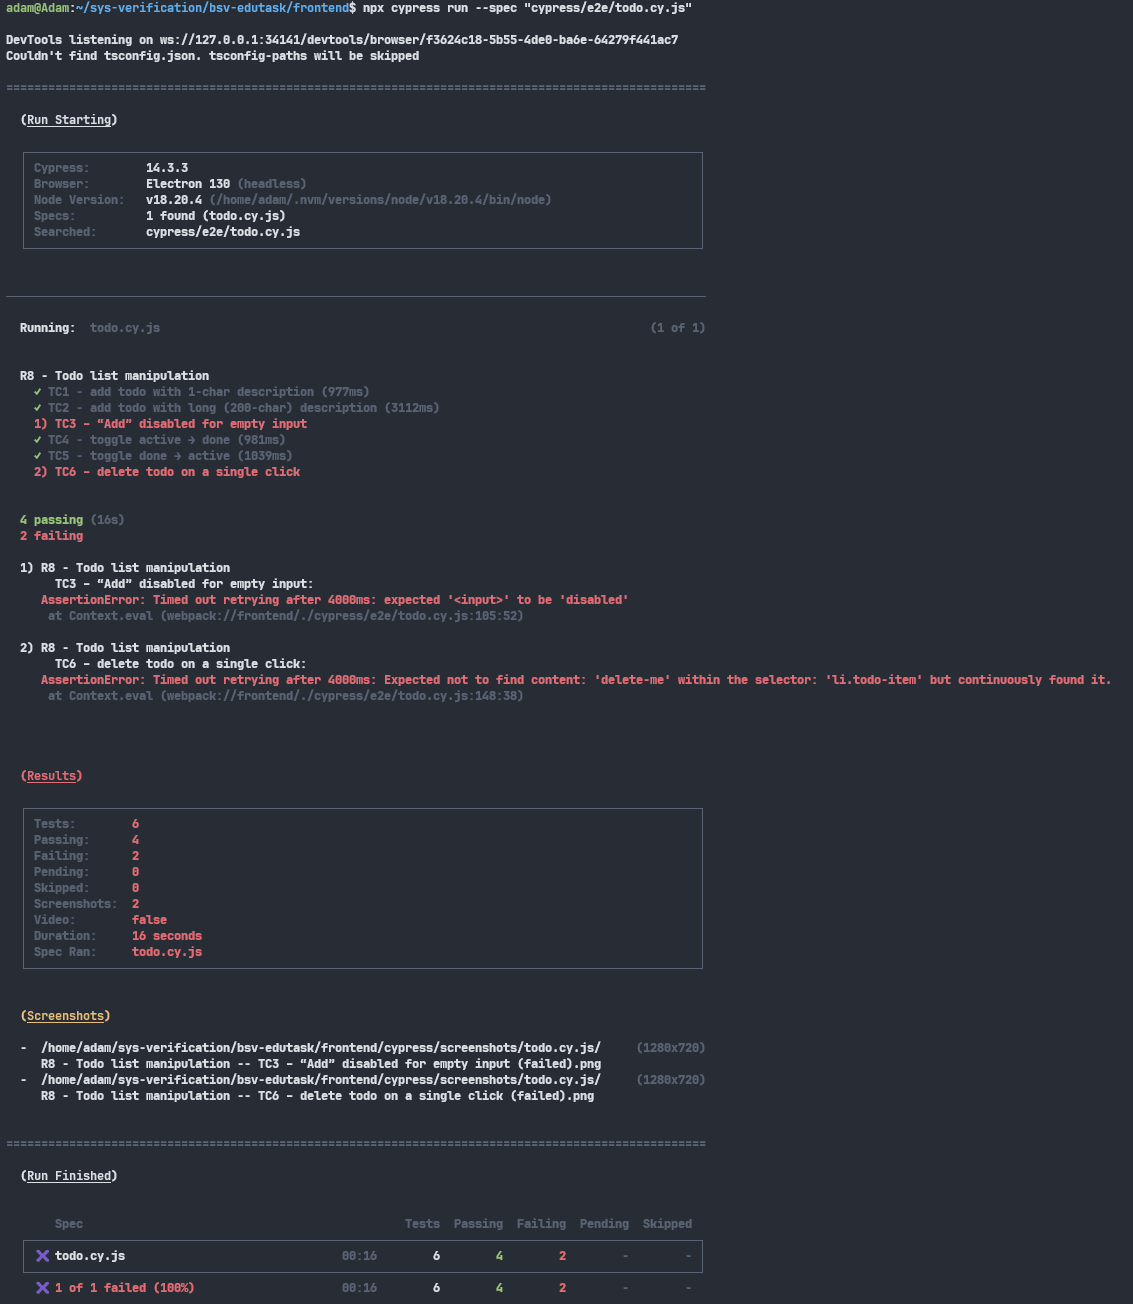 adam@Adam:~/sys-verification/bsv-edutask/frontend$ npx cypress run --spec "cypress/e2e/todo.cy.js"
DevTools listening on ws://127.0.0.1:34141/devtools/browser/f3624c18-5b55-4de0-ba6e-64279f441ac7
Couldn't find tsconfig.json. tsconfig-paths will be skipped
====================================================================================================
(Run Starting)
Cypress: 14.3.3
Browser: Electron 130 (headless)
Node Version: v18.20.4 (/home/adam/.nvm/versions/node/v18.20.4/bin/node)
Specs: 1 found (todo.cy.js)
Searched: cypress/e2e/todo.cy.js
Running: todo.cy.js (1 of 1)
R8 - Todo list manipulation
✓ TC1 - add todo with 1-char description (977ms)
✓ TC2 - add todo with long (200-char) description (3112ms)
1) TC3 – “Add” disabled for empty input
✓ TC4 - toggle active → done (981ms)
✓ TC5 - toggle done → active (1039ms)
2) TC6 – delete todo on a single click
4 passing (16s)
2 failing
1) R8 - Todo list manipulation
TC3 – “Add” disabled for empty input:
AssertionError: Timed out retrying after 4000ms: expected '<input>' to be 'disabled'
at Context.eval (webpack://frontend/./cypress/e2e/todo.cy.js:105:52)
2) R8 - Todo list manipulation
TC6 – delete todo on a single click:
AssertionError: Timed out retrying after 4000ms: Expected not to find content: 'delete-me' within the selector: 'li.todo-item' but continuously found it.
at Context.eval (webpack://frontend/./cypress/e2e/todo.cy.js:148:38)
(Results)
Tests: 6
Passing: 4
Failing: 2
Pending: 0
Skipped: 0
Screenshots: 2
Video: false
Duration: 16 seconds
Spec Ran: todo.cy.js
(Screenshots)
- /home/adam/sys-verification/bsv-edutask/frontend/cypress/screenshots/todo.cy.js/ (1280x720)
R8 - Todo list manipulation -- TC3 – “Add” disabled for empty input (failed).png
- /home/adam/sys-verification/bsv-edutask/frontend/cypress/screenshots/todo.cy.js/ (1280x720)
R8 - Todo list manipulation -- TC6 – delete todo on a single click (failed).png
====================================================================================================
(Run Finished)
Spec Tests Passing Failing Pending Skipped
✖ todo.cy.js 00:16 6 4 2 - -
✖ 1 of 1 failed (100%) 00:16 6 4 2 - -